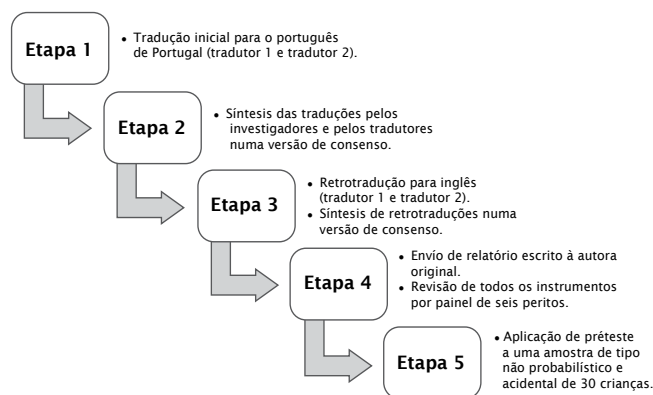 Etapa 1
• Tradução inicial para o português
de Portugal (tradutor 1 e tradutor 2).
Etapa 2
• Síntesis das traduções pelos
investigadores e pelos tradutores
numa versão de consenso.
Etapa 3
• Retrotradução para inglês
(tradutor 1 e tradutor 2).
• Síntesis de retrotraduções numa
versão de consenso.
Etapa 4
• Envío de relatório escrito à autora
original.
• Revisão de todos os instrumentos
por painel de seis peritos.
Etapa 5
• Aplicação de préteste
a uma amostra de tipo
não probabilístico e
acidental de 30 crianças.